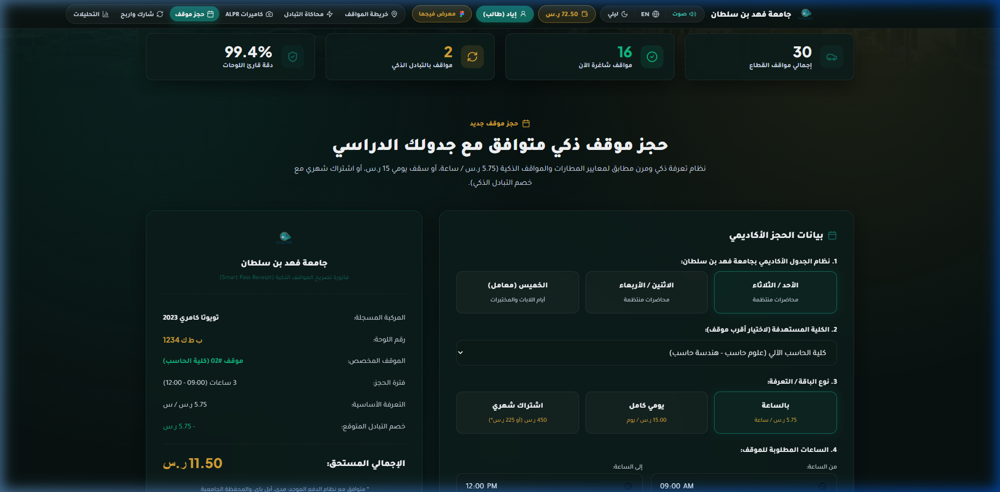 جامعة فهد بن سلطان
صوت
EN
ليلي
72.50 ر.س
إياد (طالب)
معرض فيجما
خريطة المواقف
محاكاة التبادل
كاميرات ALPR
حجز موقف
شارك واربح
التحليلات
30
إجمالي مواقف القطاع
16
مواقف شاغرة الآن
2
مواقف بالتبادل الذكي
99.4%
دقة قارئ اللوحات
حجز موقف جديد
حجز موقف ذكي متوافق مع جدولك الدراسي
نظام تعرفة ذكي ومرن مطابق لمعايير المطارات والمواقف الذكية (5.75 ر.س / ساعة، أو سقف يومي 15 ر.س، أو اشتراك شهري مع
خصم التبادل الذكي).
بيانات الحجز الأكاديمي
1. نظام الجدول الأكاديمي بجامعة فهد بن سلطان:
الأحد / الثلاثاء
محاضرات منتظمة
الاثنين / الأربعاء
محاضرات منتظمة
الخميس (معامل)
أيام اللابات والمختبرات
2. الكلية المستهدفة (لاختيار أقرب موقف):
كلية الحاسب الآلي (علوم حاسب - هندسة حاسب)
3. نوع الباقة / التعرفة:
بالساعة
5.75 ر.س / ساعة
يومي كامل
15.00 ر.س / يوم
اشتراك شهري
450 ر.س (أو 225 ر.س*)
4. الساعات المطلوبة للموقف:
من الساعة:
إلى الساعة:
09:00 AM
12:00 PM
جامعة فهد بن سلطان
فاتورة تصريح المواقف الذكية (Smart Pass Receipt)
المركبة المسجلة:
تويوتا كامري 2023
رقم اللوحة:
ب ط ك 1234
الموقف المخصص:
موقف #02 (كلية الحاسب)
فترة الحجز:
3 ساعات (09:00 - 12:00)
التعرفة الأساسية:
5.75 ر.س / س
خصم التبادل المتوقع:
- 5.75 ر.س
الإجمالي المستحق:
11.50 ر.س
* متوافق مع نظام الدفع الموحد: مدى، أبل باي، والمحفظة الجامعية.